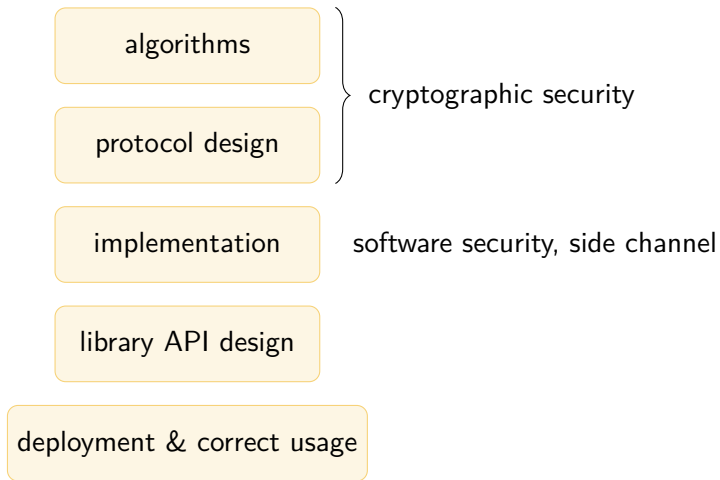 algorithms
protocol design
cryptographic security
implementation
software security, side channel
library API design
deployment & correct usage